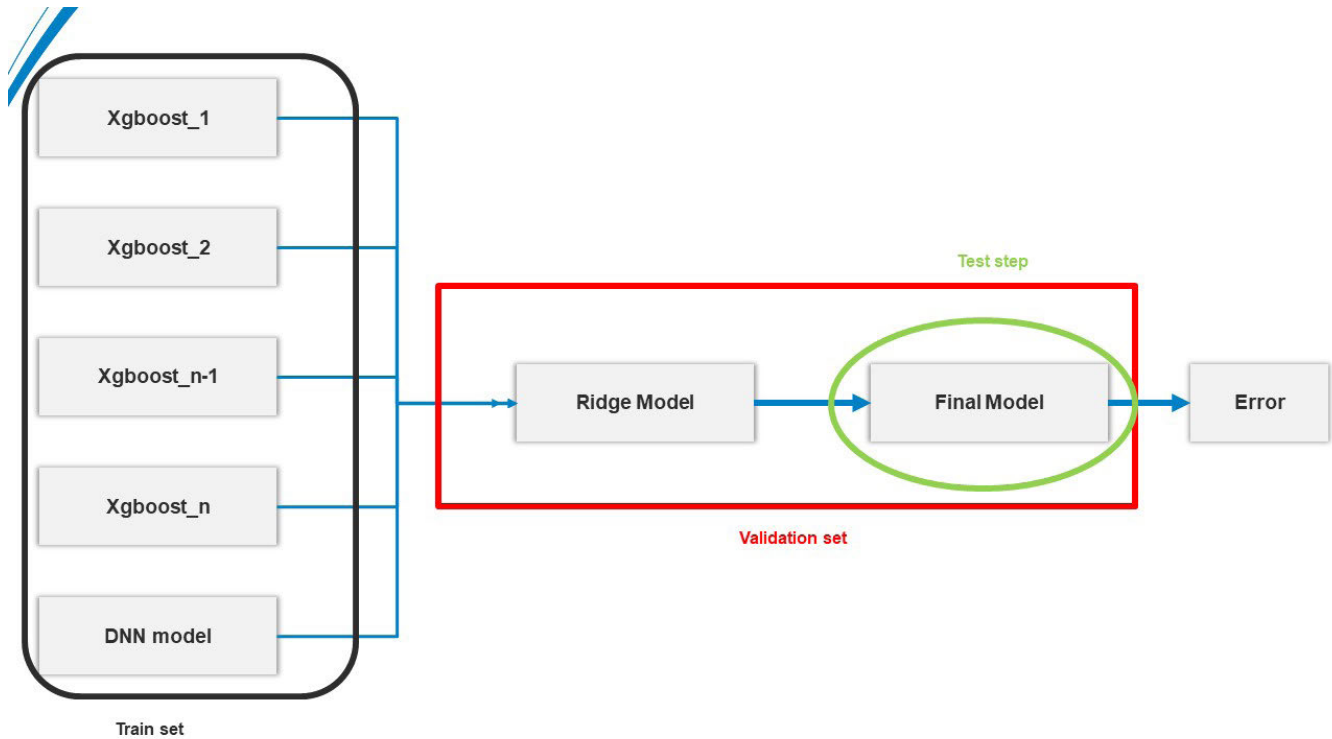 Xgboost_1
Xgboost_2
Xgboost_n-1
Xgboost_n
DNN model
Train set
Test step
Ridge Model
Final Model
Error
Validation set